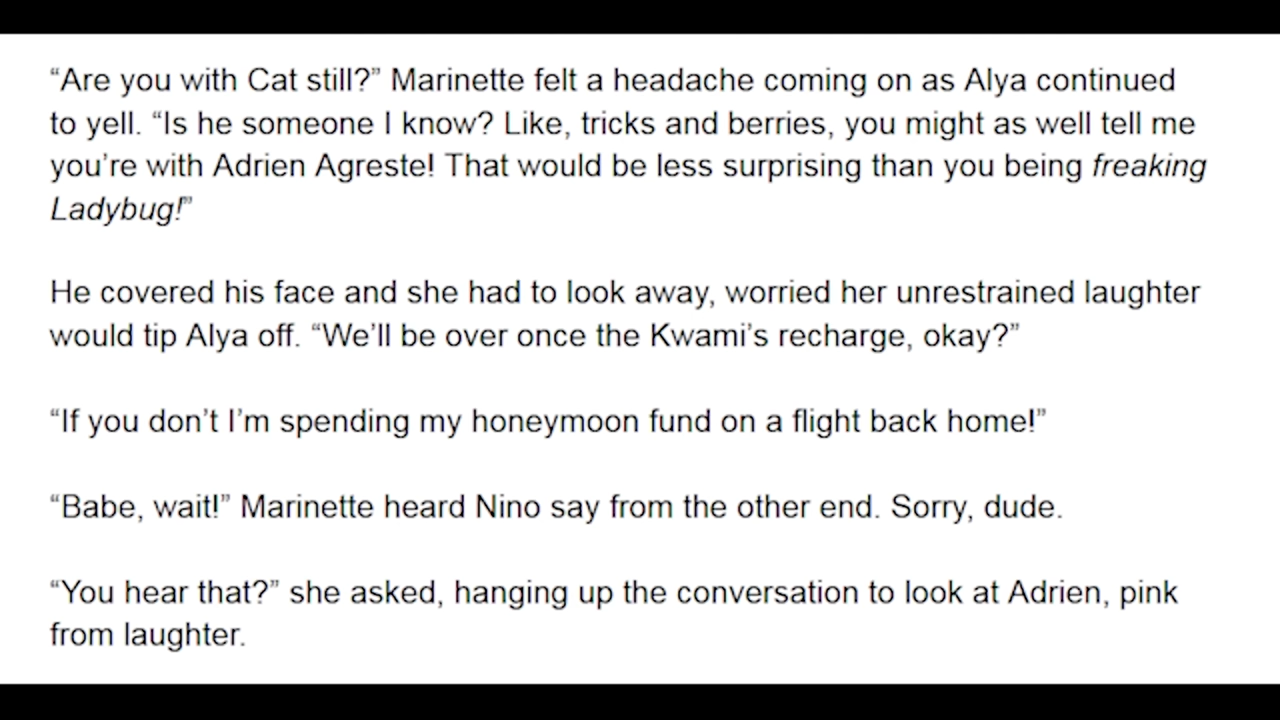 “Are you with Cat still?” Marinette felt a headache coming on as Alya continued
to yell. “Is he someone I know? Like, tricks and berries, you might as well tell me
you’re with Adrien Agreste! That would be less surprising than you being freaking
Ladybug!”
He covered his face and she had to look away, worried her unrestrained laughter
would tip Alya off. “We’ll be over once the Kwami’s recharge, okay?”
“If you don’t I’m spending my honeymoon fund on a flight back home!”
“Babe, wait!” Marinette heard Nino say from the other end. Sorry, dude.
“You hear that?” she asked, hanging up the conversation to look at Adrien, pink
from laughter.